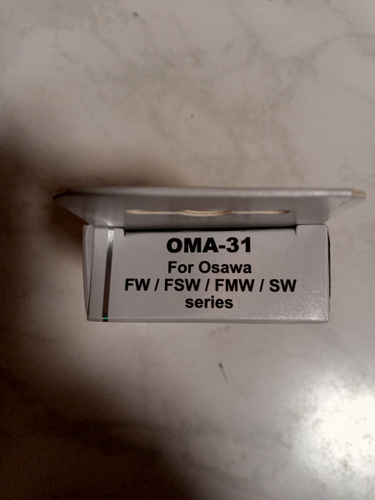 OMA-31
For Osawa
FW / FSW / FMW / SW
series